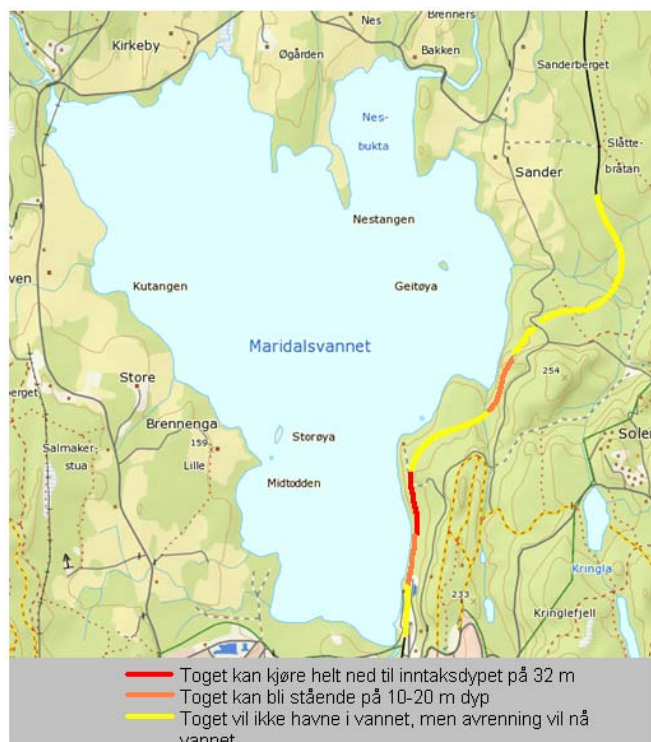 Kirkeby
Øgården
Nes
Brenners
Bakken
Sanderberget
Nes-
bukta
Slåtte-
bråtan
Sander
Nestangen
ven
Kutangen
Geitøya
Maridalsvannet
254
Store
berget
Brennenga
Storøya
Soler
Salmaker-
stua
159
Lille
Midtodden
Kringla
233
Kringlefjell
Toget kan kjøre helt ned til inntaksdypet på 32 m
Toget kan bli stående på 10-20 m dyp
Toget vil ikke havne i vannet, men avrenning vil nå
vannet